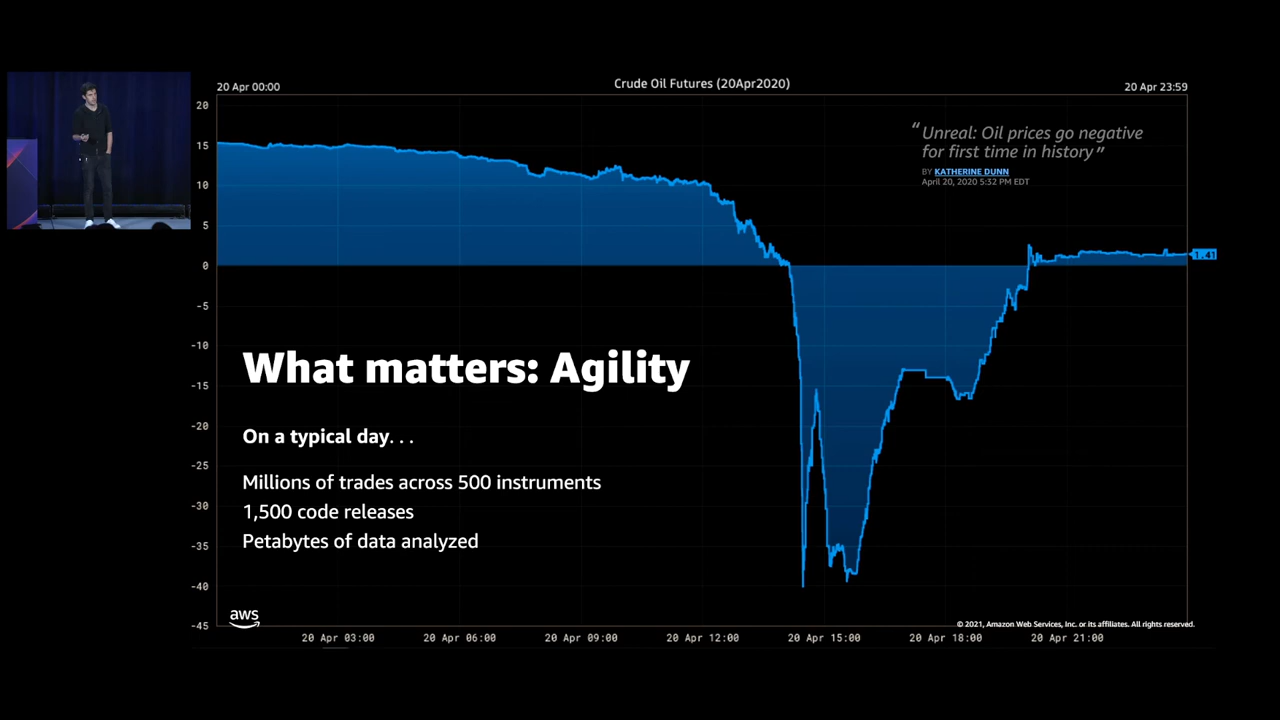 20 Apr 00:00
Crude Oil Futures (20Apr2020)
20 Apr 23:59
20
15
10
5
0
-5
-10
-15
-20
-25
-30
-35
-40
-45
“Unreal: Oil prices go negative
for first time in history”
BY KATHERINE DUNN
April 20, 2020 5:32 PM EDT
1.41
What matters: Agility
On a typical day. . .
Millions of trades across 500 instruments
1,500 code releases
Petabytes of data analyzed
aws
© 2021, Amazon Web Services, Inc. or its affiliates. All rights reserved.
20 Apr 03:00
20 Apr 06:00
20 Apr 09:00
20 Apr 12:00
20 Apr 15:00
20 Apr 18:00
20 Apr 21:00